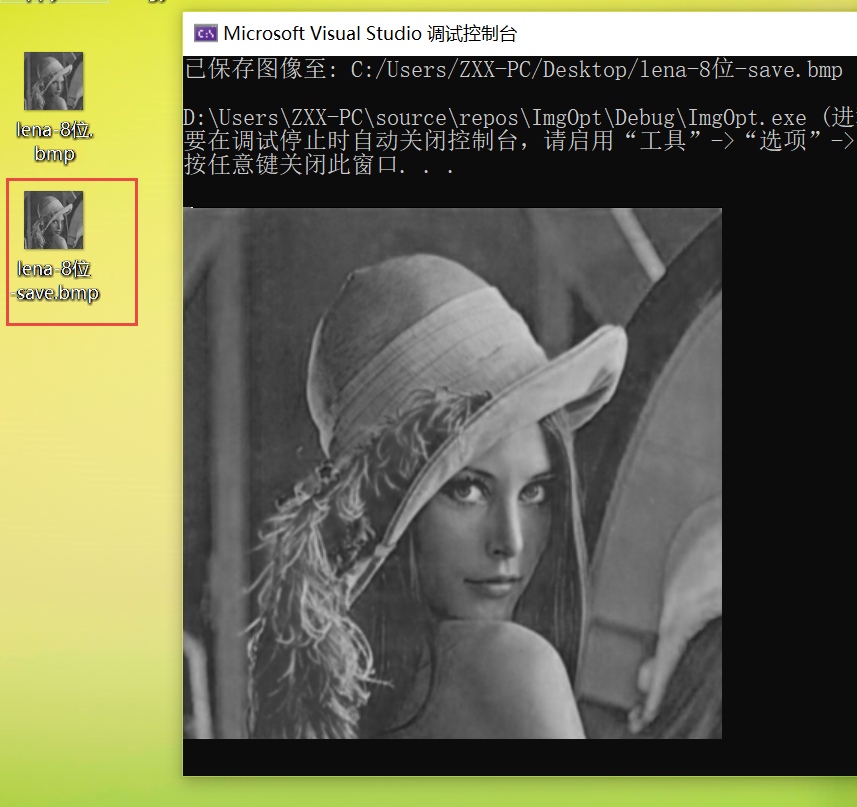 lena-8位.
bmp
lena-8位
-save.bmp
C:\
Microsoft Visual Studio 调试控制台
已保存图像至: C:/Users/ZXX-PC/Desktop/lena-8位-save.bmp
D:\Users\ZXX-PC\source\repos\ImgOpt\Debug\ImgOpt.exe (进
要在调试停止时自动关闭控制台，请启用“工具”->“选项”->
按任意键关闭此窗口. . .